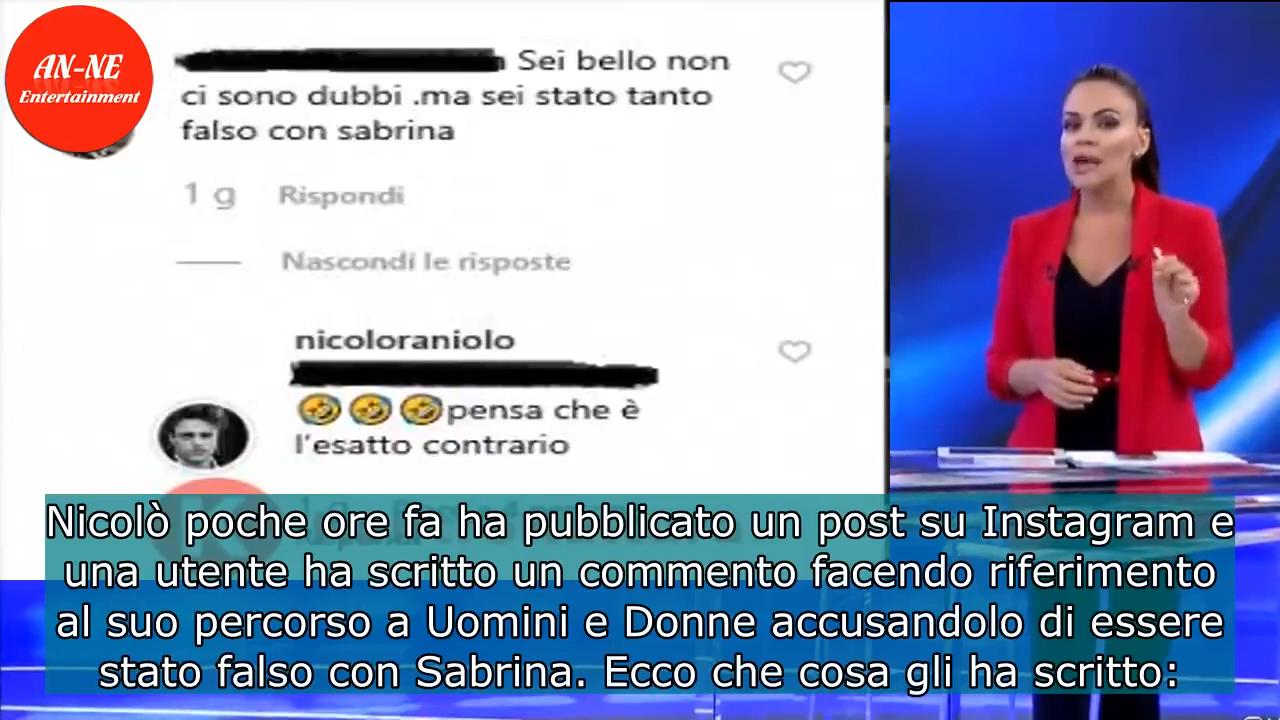 AN-NE
Entertainment
Sei bello non
ci sono dubbi .ma sei stato tanto
falso con sabrina
1 g Rispondi
Nascondi le risposte
nicoloraniolo
🤣🤣🤣pensa che è
l'esatto contrario
Nicolò poche ore fa ha pubblicato un post su Instagram e
una utente ha scritto un commento facendo riferimento
al suo percorso a Uomini e Donne accusandolo di essere
stato falso con Sabrina. Ecco che cosa gli ha scritto: